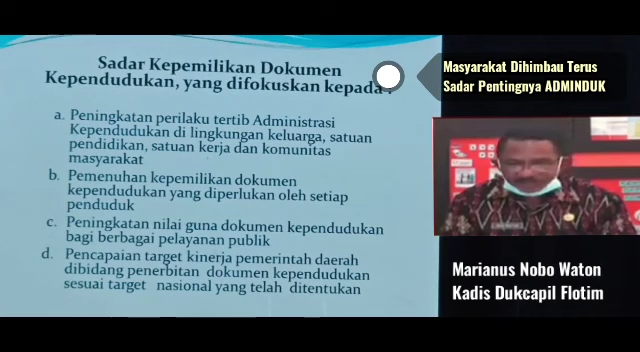 Sadar Kepemilikan Dokumen
Kependudukan, yang difokuskan kepada :
a. Peningkatan perilaku tertib Administrasi
Kependudukan di lingkungan keluarga, satuan
pendidikan, satuan kerja dan komunitas
masyarakat
b. Pemenuhan kepemilikan dokumen
kependudukan yang diperlukan oleh setiap
penduduk
c. Peningkatan nilai guna dokumen kependudukan
bagi berbagai pelayanan publik
d. Pencapaian target kinerja pemerintah daerah
dibidang penerbitan dokumen kependudukan
sesuai target nasional yang telah ditentukan
Masyarakat Dihimbau Terus
Sadar Pentingnya ADMINDUK
Marianus Nobo Waton
Kadis Dukcapil Flotim